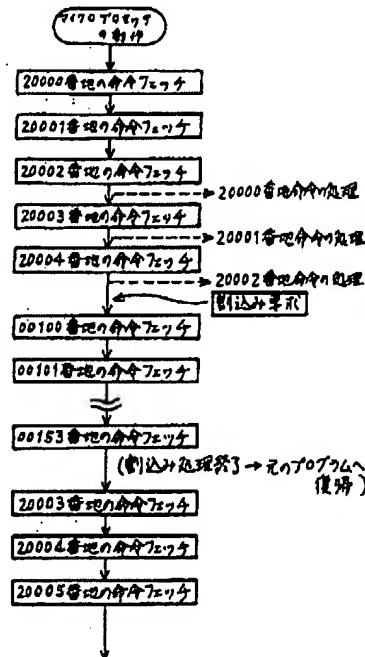 マイクロプロセッサ
の動作
20000番地の命令フェッチ
20001番地の命令フェッチ
20002番地の命令フェッチ
20000番地命令の処理
20003番地の命令フェッチ
20001番地命令の処理
20004番地の命令フェッチ
20002番地命令の処理
割込み要求
00100番地の命令フェッチ
00101番地の命令フェッチ
00153番地の命令フェッチ
(割込み処理終了→元のプログラムへ
復帰)
20003番地の命令フェッチ
20004番地の命令フェッチ
20005番地の命令フェッチ